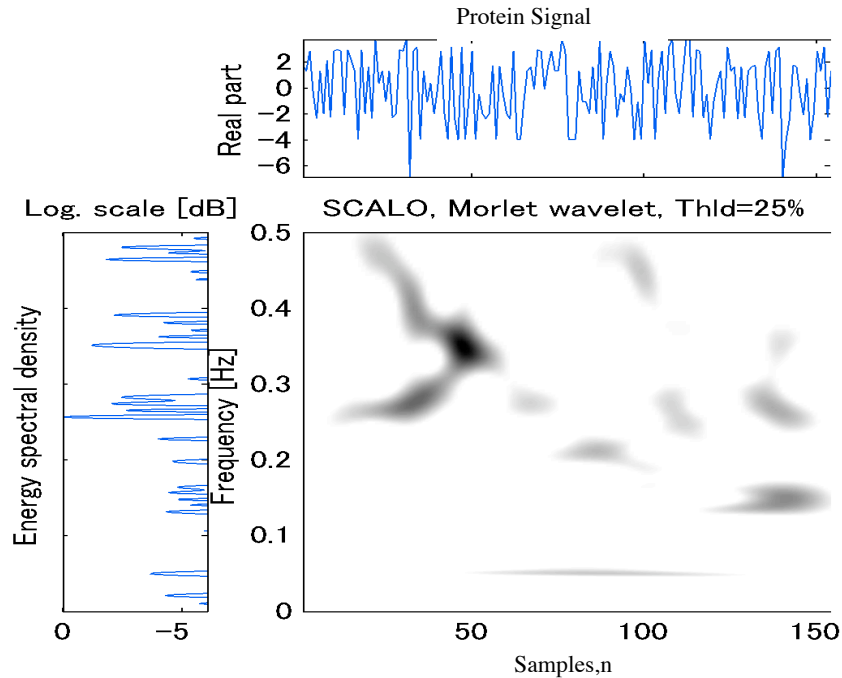 Protein Signal
Real part
2
0
−2
−4
−6
Log. scale [dB]
SCALO, Morlet wavelet, Thld=25%
Energy spectral density
Frequency [Hz]
0.5
0.4
0.3
0.2
0.1
0
0
−5
50
100
150
Samples,n